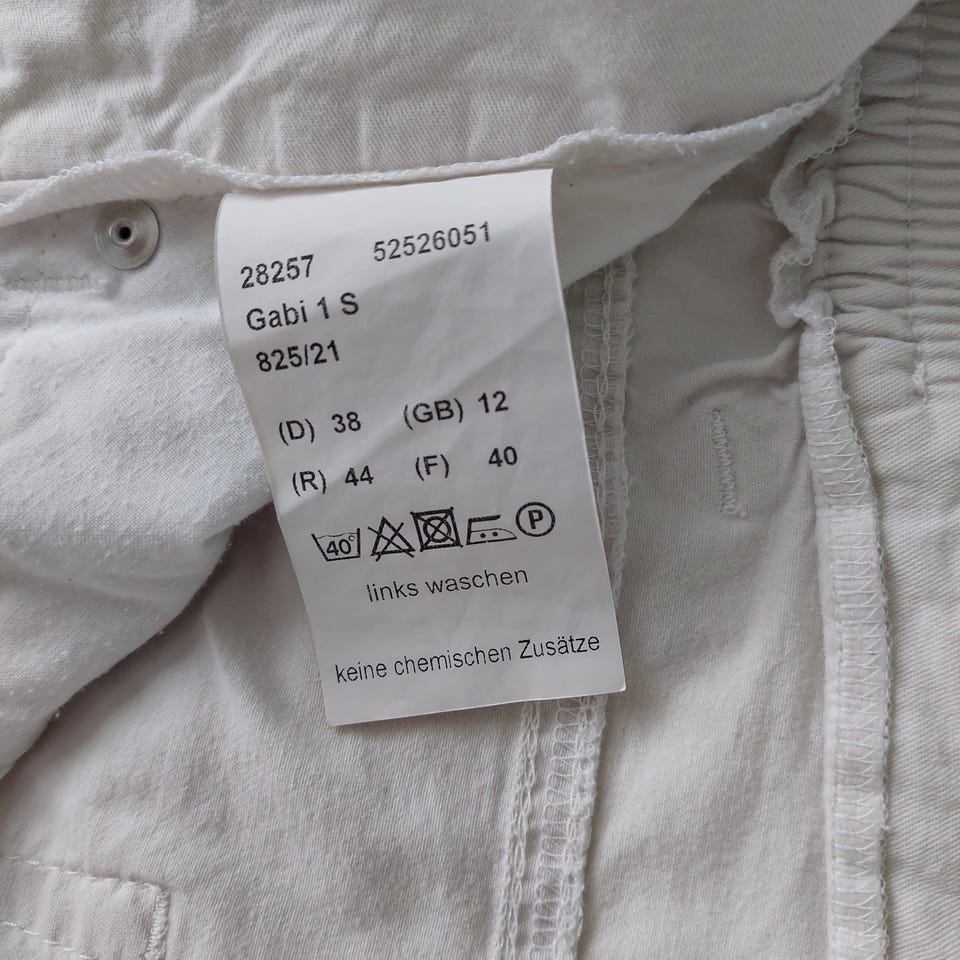 28257 52526051
Gabi 1 S
825/21
(D) 38 (GB) 12
(R) 44 (F) 40
40° P
links waschen
keine chemischen Zusätze